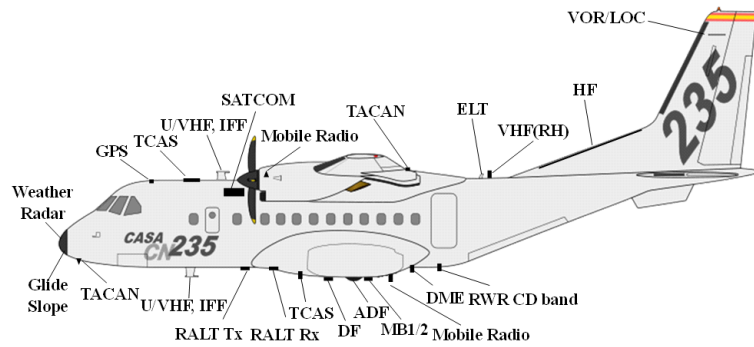 VOR/LOC
235
HF
ELT
VHF(RH)
TACAN
SATCOM
U/VHF, IFF
Mobile Radio
TCAS
GPS
Weather
Radar
CASA
CN235
Glide
Slope
TACAN
U/VHF, IFF
RALT Tx
RALT Rx
TCAS
DF
ADF
MB1/2
Mobile Radio
DME
RWR CD band